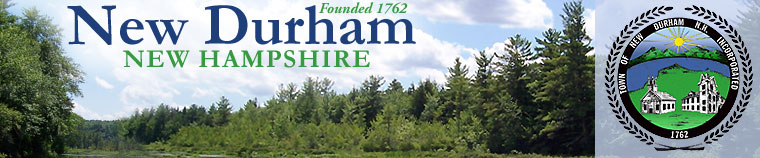 Founded 1762
New Durham
NEW HAMPSHIRE
TOWN OF NEW DURHAM N.H. INCORPORATED
1762